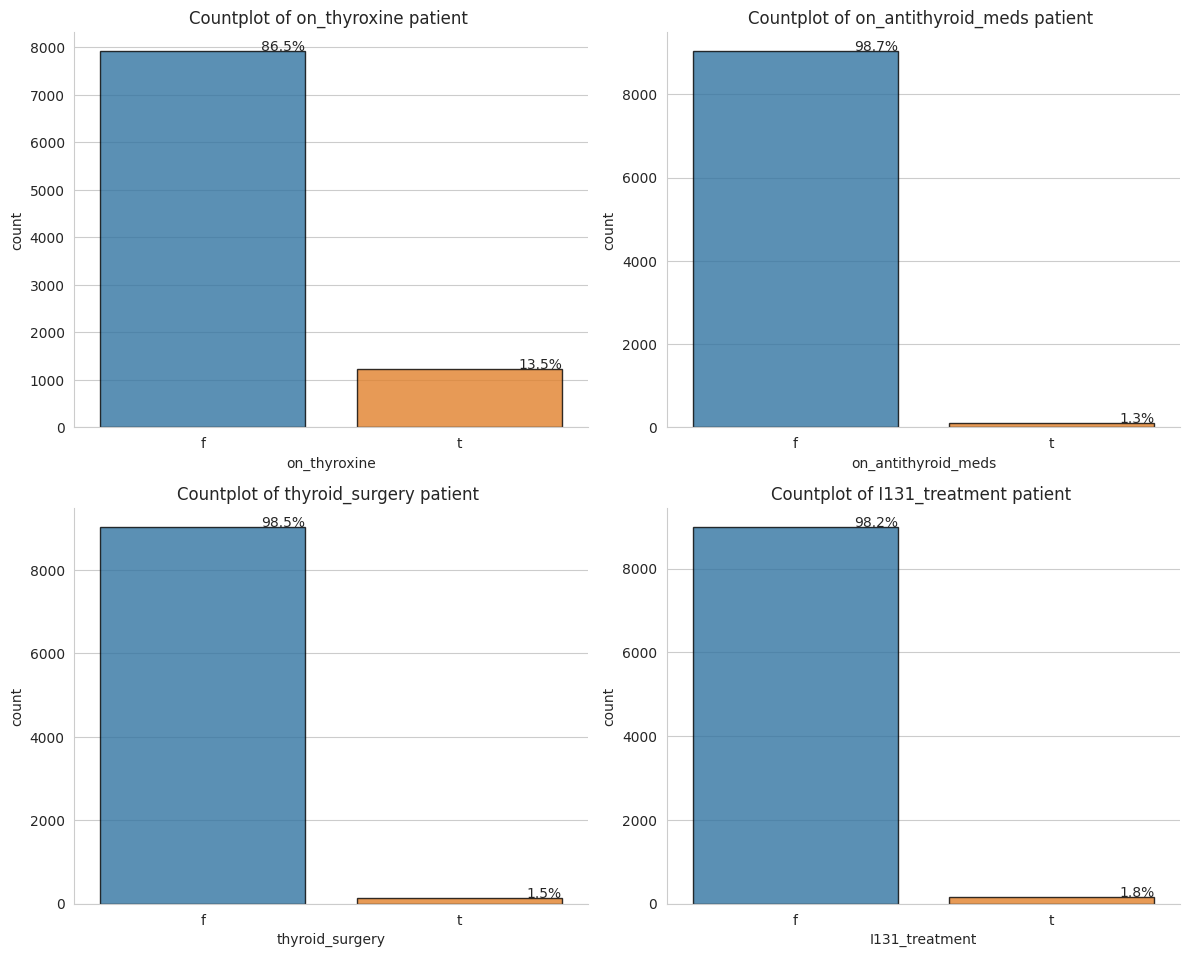 Countplot of on_thyroxine patient
86.5%
8000
7000
6000
5000
4000
3000
2000
1000
0
count
13.5%
f
t
on_thyroxine
Countplot of on_antithyroid_meds patient
98.7%
8000
6000
4000
2000
0
count
1.3%
f
t
on_antithyroid_meds
Countplot of thyroid_surgery patient
98.5%
8000
6000
4000
2000
0
count
1.5%
f
t
thyroid_surgery
Countplot of I131_treatment patient
98.2%
8000
6000
4000
2000
0
count
1.8%
f
t
I131_treatment